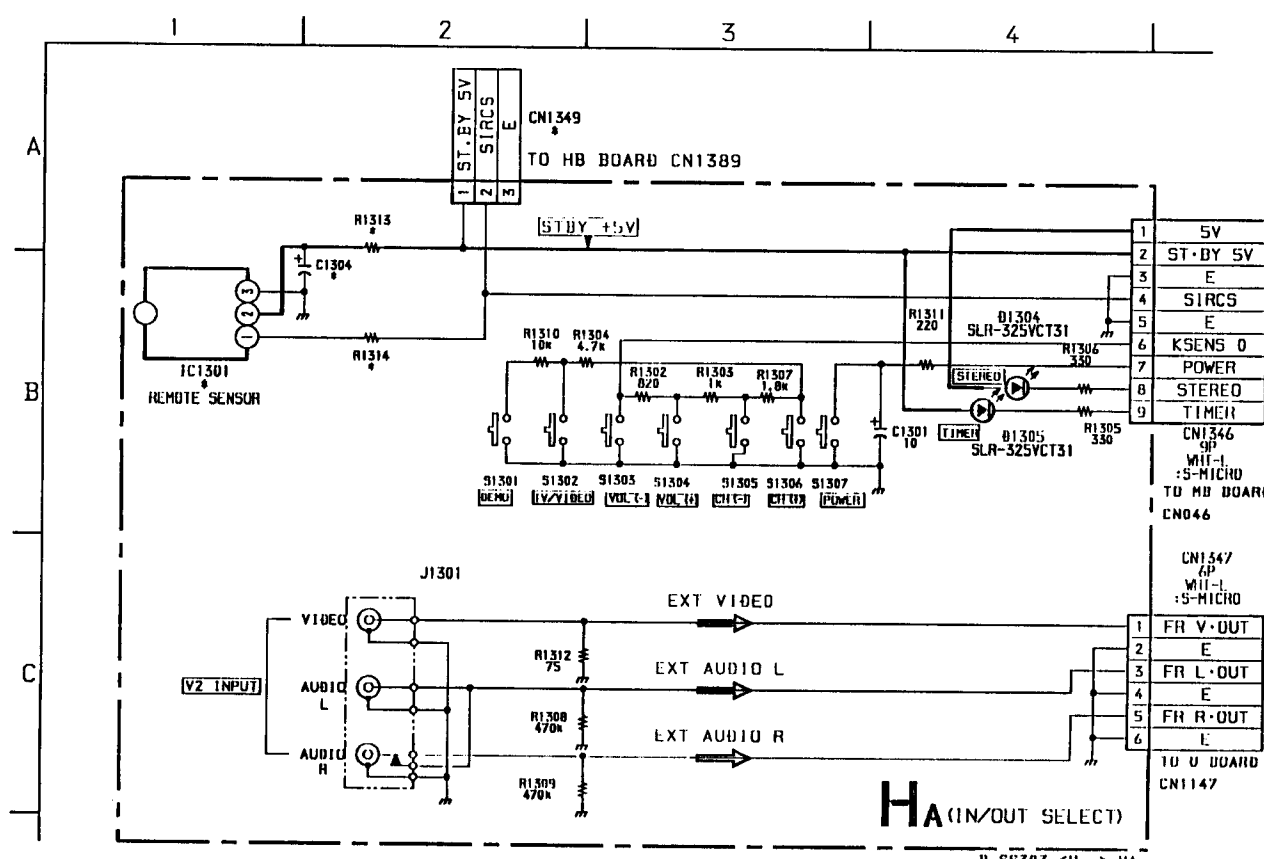 1 2 3 4
A
B
C
ST.BY 5V
SIRCS
E
1 2 3
CN1349
*
TO HB BOARD CN1389
STBY +5V
R1313
*
C1304
*
3
2
1
IC1301
*
REMOTE SENSOR
R1314
*
R1310
10k
R1304
4.7k
R1302
820
R1303
1k
R1307
1.8k
C1301
10
R1311
220
D1304
SLR-325VCT31
R1306
330
STEREO
TIMER
D1305
SLR-325VCT31
R1305
330
S1301
DEMO
S1302
TV/VIDEO
S1303
VOL (-)
S1304
VOL (+)
S1305
CH (-)
S1306
CH (+)
S1307
POWER
1 5V
2 ST·BY 5V
3 E
4 SIRCS
5 E
6 KSENS 0
7 POWER
8 STEREO
9 TIMER
CN1346
9P
WHT-L
:S-MICRO
TO MB BOARD
CN046
J1301
V2 INPUT
VIDEO
AUDIO
L
AUDIO
R
R1312
75
R1308
470k
R1309
470k
EXT VIDEO
EXT AUDIO L
EXT AUDIO R
CN1347
6P
WHT-L
:S-MICRO
1 FR V·OUT
2 E
3 FR L·OUT
4 E
5 FR R·OUT
6 E
TO U BOARD
CN1147
HA (IN/OUT SELECT)